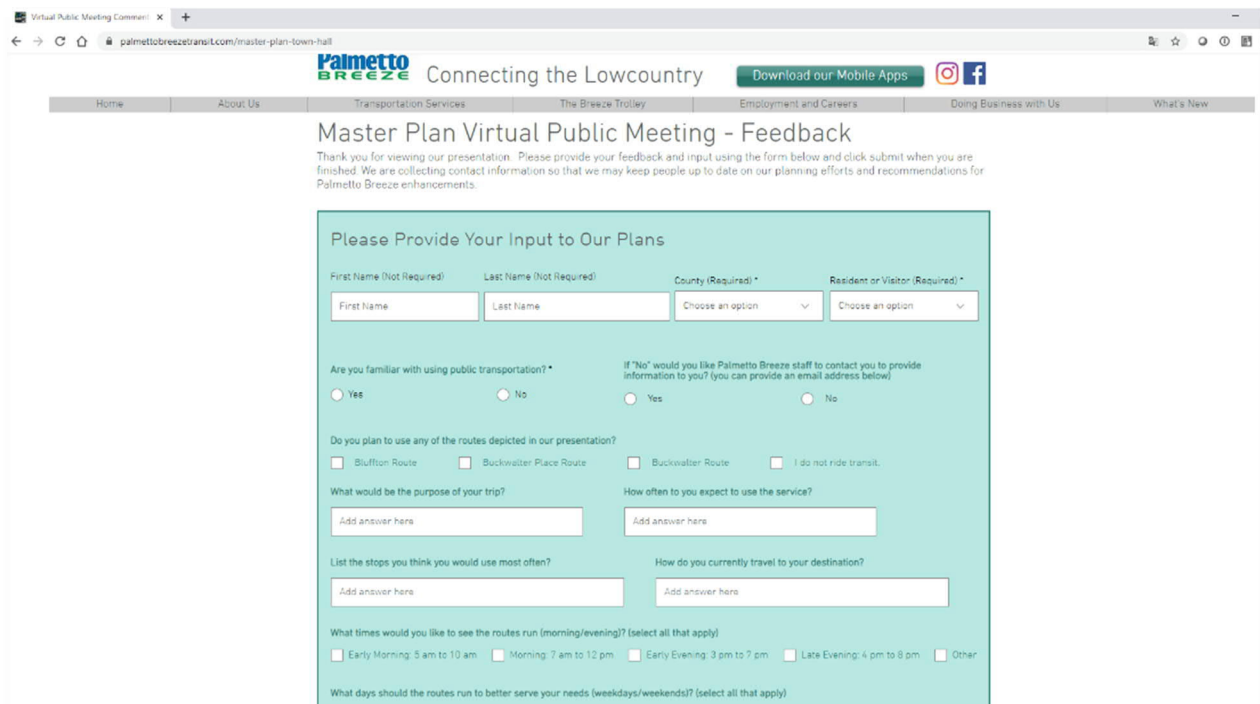 Virtual Public Meeting Comment
palmettobreezetransit.com/master-plan-town-hall
Palmetto
BREEZE
Connecting the Lowcountry
Download our Mobile Apps
Home About Us Transportation Services The Breeze Trolley Employment and Careers Doing Business with Us What's New
Master Plan Virtual Public Meeting - Feedback
Thank you for viewing our presentation. Please provide your feedback and input using the form below and click submit when you are
finished. We are collecting contact information so that we may keep people up to date on our planning efforts and recommendations for
Palmetto Breeze enhancements.
Please Provide Your Input to Our Plans
First Name (Not Required) Last Name (Not Required) County (Required) * Resident or Visitor (Required) *
First Name Last Name Choose an option Choose an option
Are you familiar with using public transportation? *
Yes No
If "No" would you like Palmetto Breeze staff to contact you to provide
information to you? (you can provide an email address below)
Yes No
Do you plan to use any of the routes depicted in our presentation?
Bluffton Route Buckwalter Place Route Buckwalter Route I do not ride transit.
What would be the purpose of your trip? How often to you expect to use the service?
Add answer here Add answer here
List the stops you think you would use most often? How do you currently travel to your destination?
Add answer here Add answer here
What times would you like to see the routes run (morning/evening)? (select all that apply)
Early Morning: 5 am to 10 am Morning: 7 am to 12 pm Early Evening: 3 pm to 7 pm Late Evening: 4 pm to 8 pm Other
What days should the routes run to better serve your needs (weekdays/weekends)? (select all that apply)